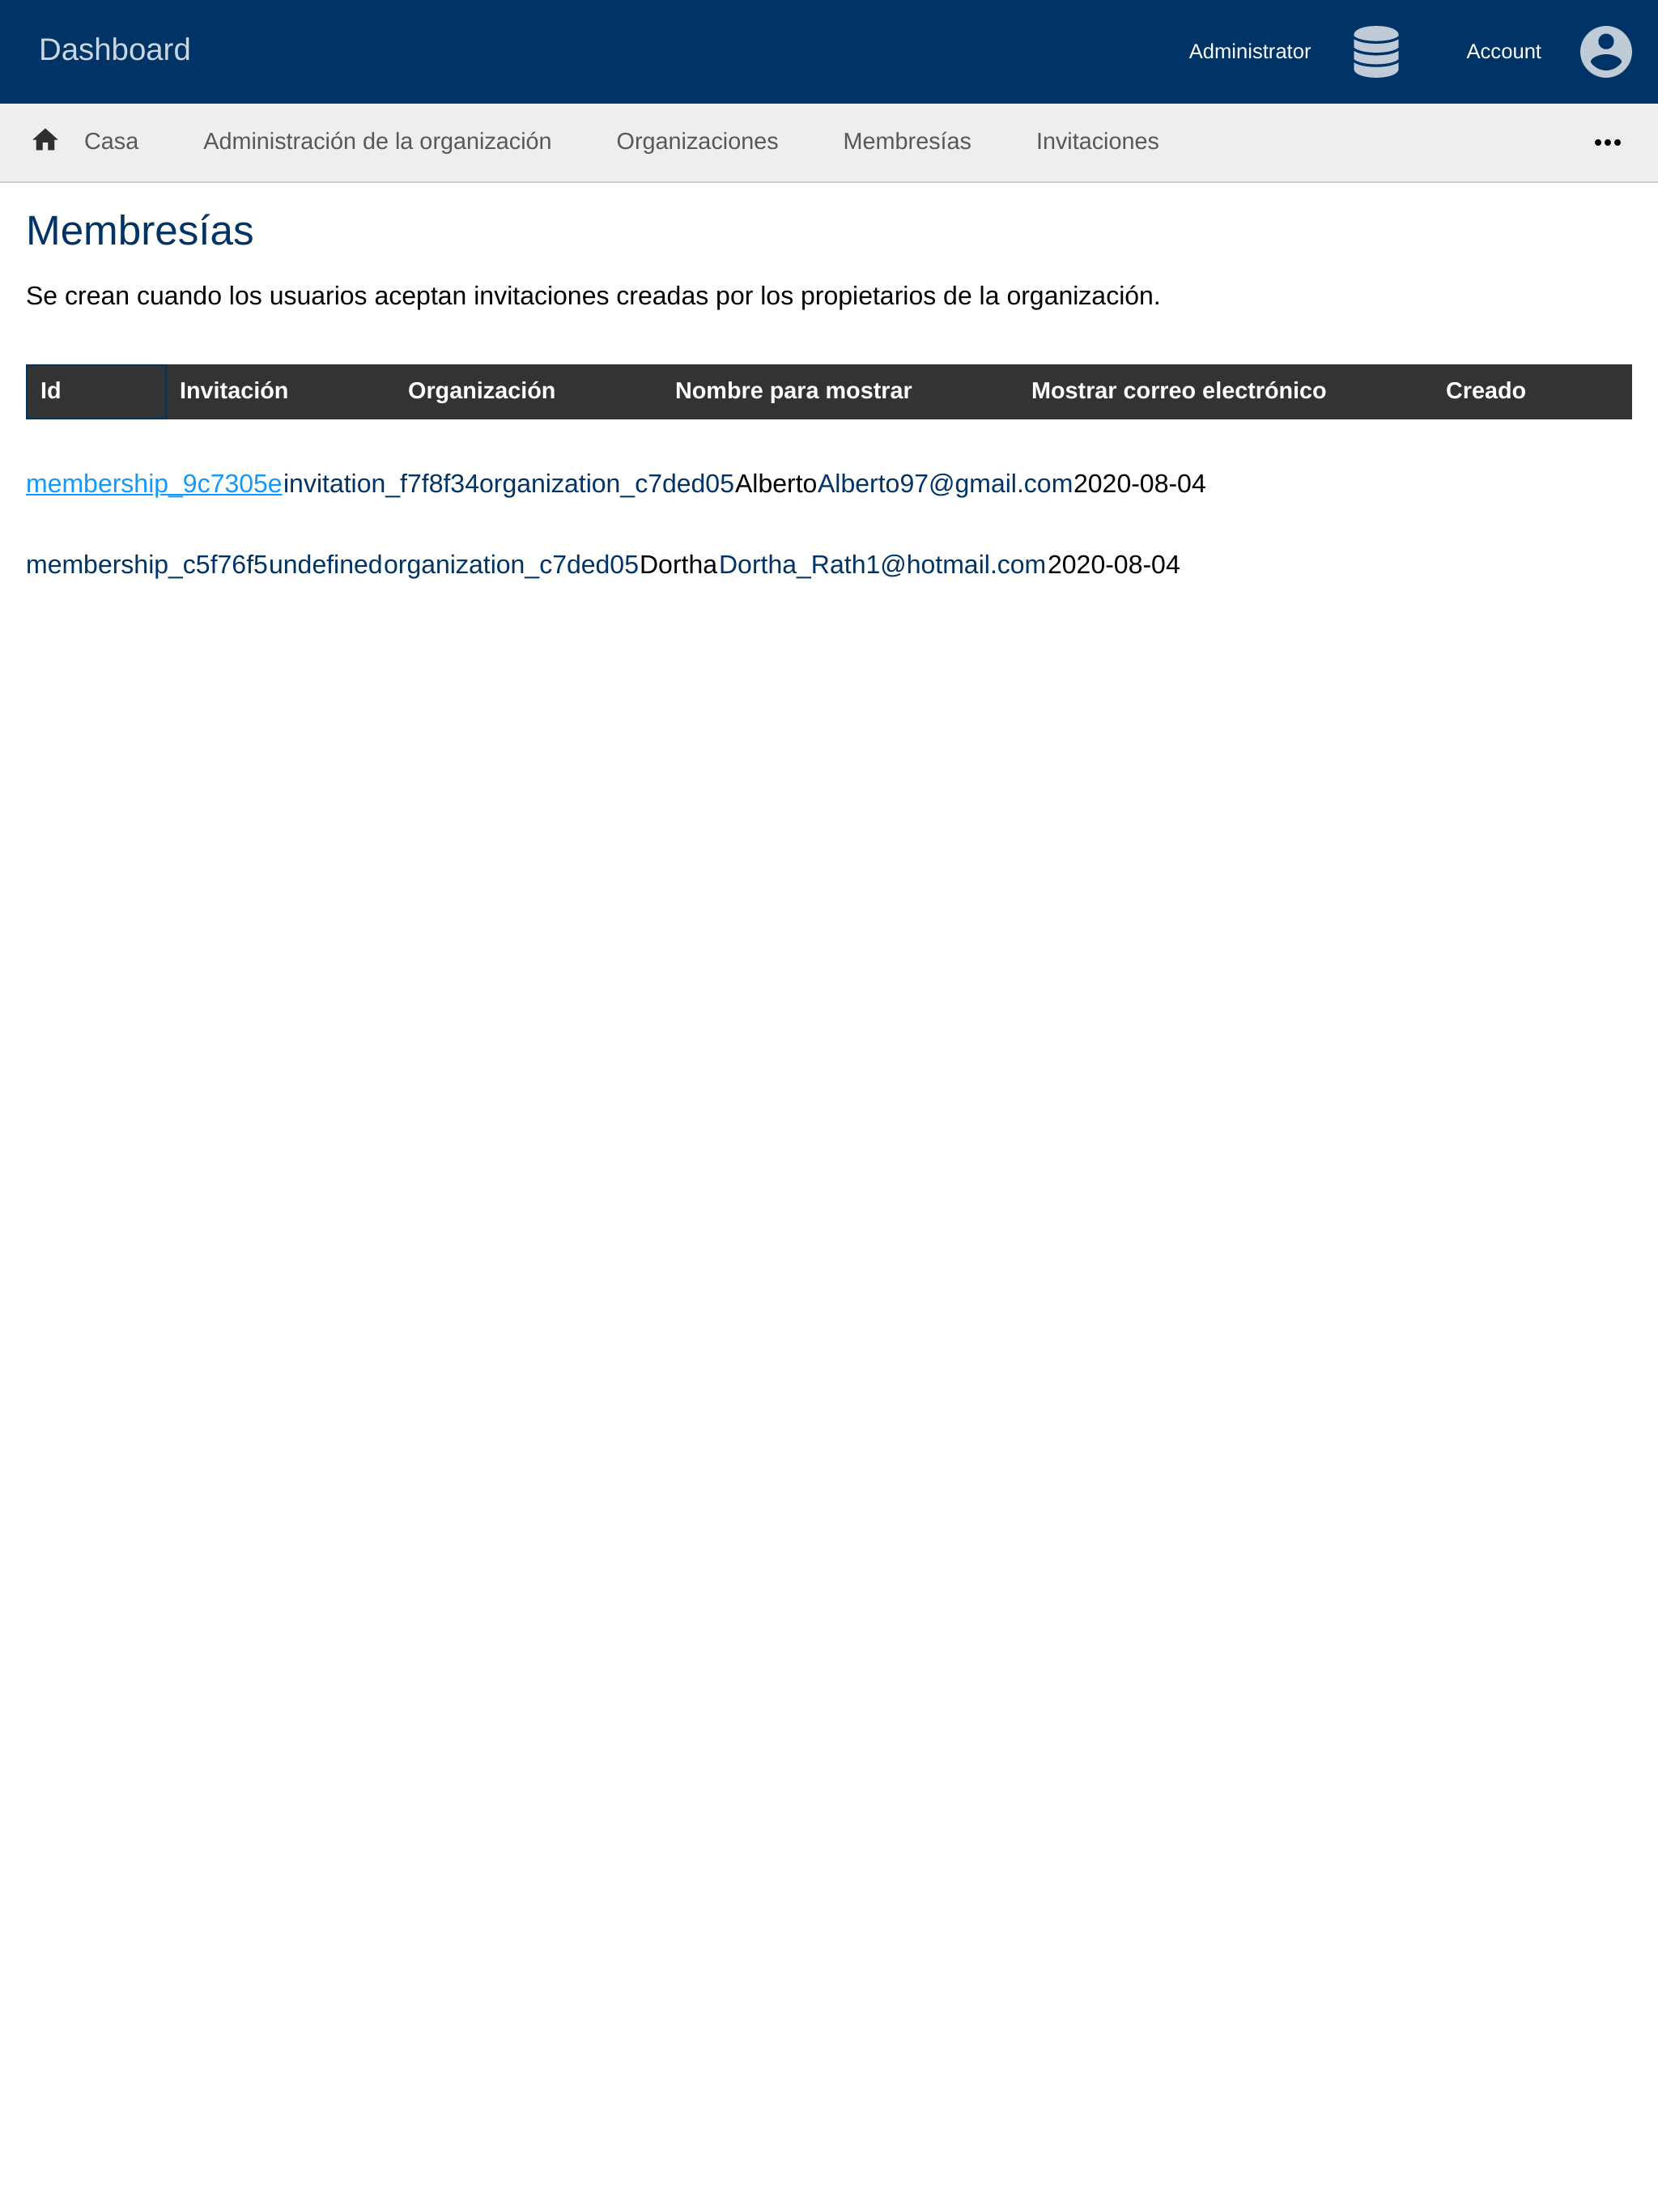 Dashboard Administrator Account
Casa Administración de la organización Organizaciones Membresías Invitaciones
Membresías
Se crean cuando los usuarios aceptan invitaciones creadas por los propietarios de la organización.
Id Invitación Organización Nombre para mostrar Mostrar correo electrónico Creado
membership_9c7305einvitation_f7f8f34organization_c7ded05AlbertoAlberto97@gmail.com2020-08-04
membership_c5f76f5undefinedorganization_c7ded05DorthaDortha_Rath1@hotmail.com2020-08-04